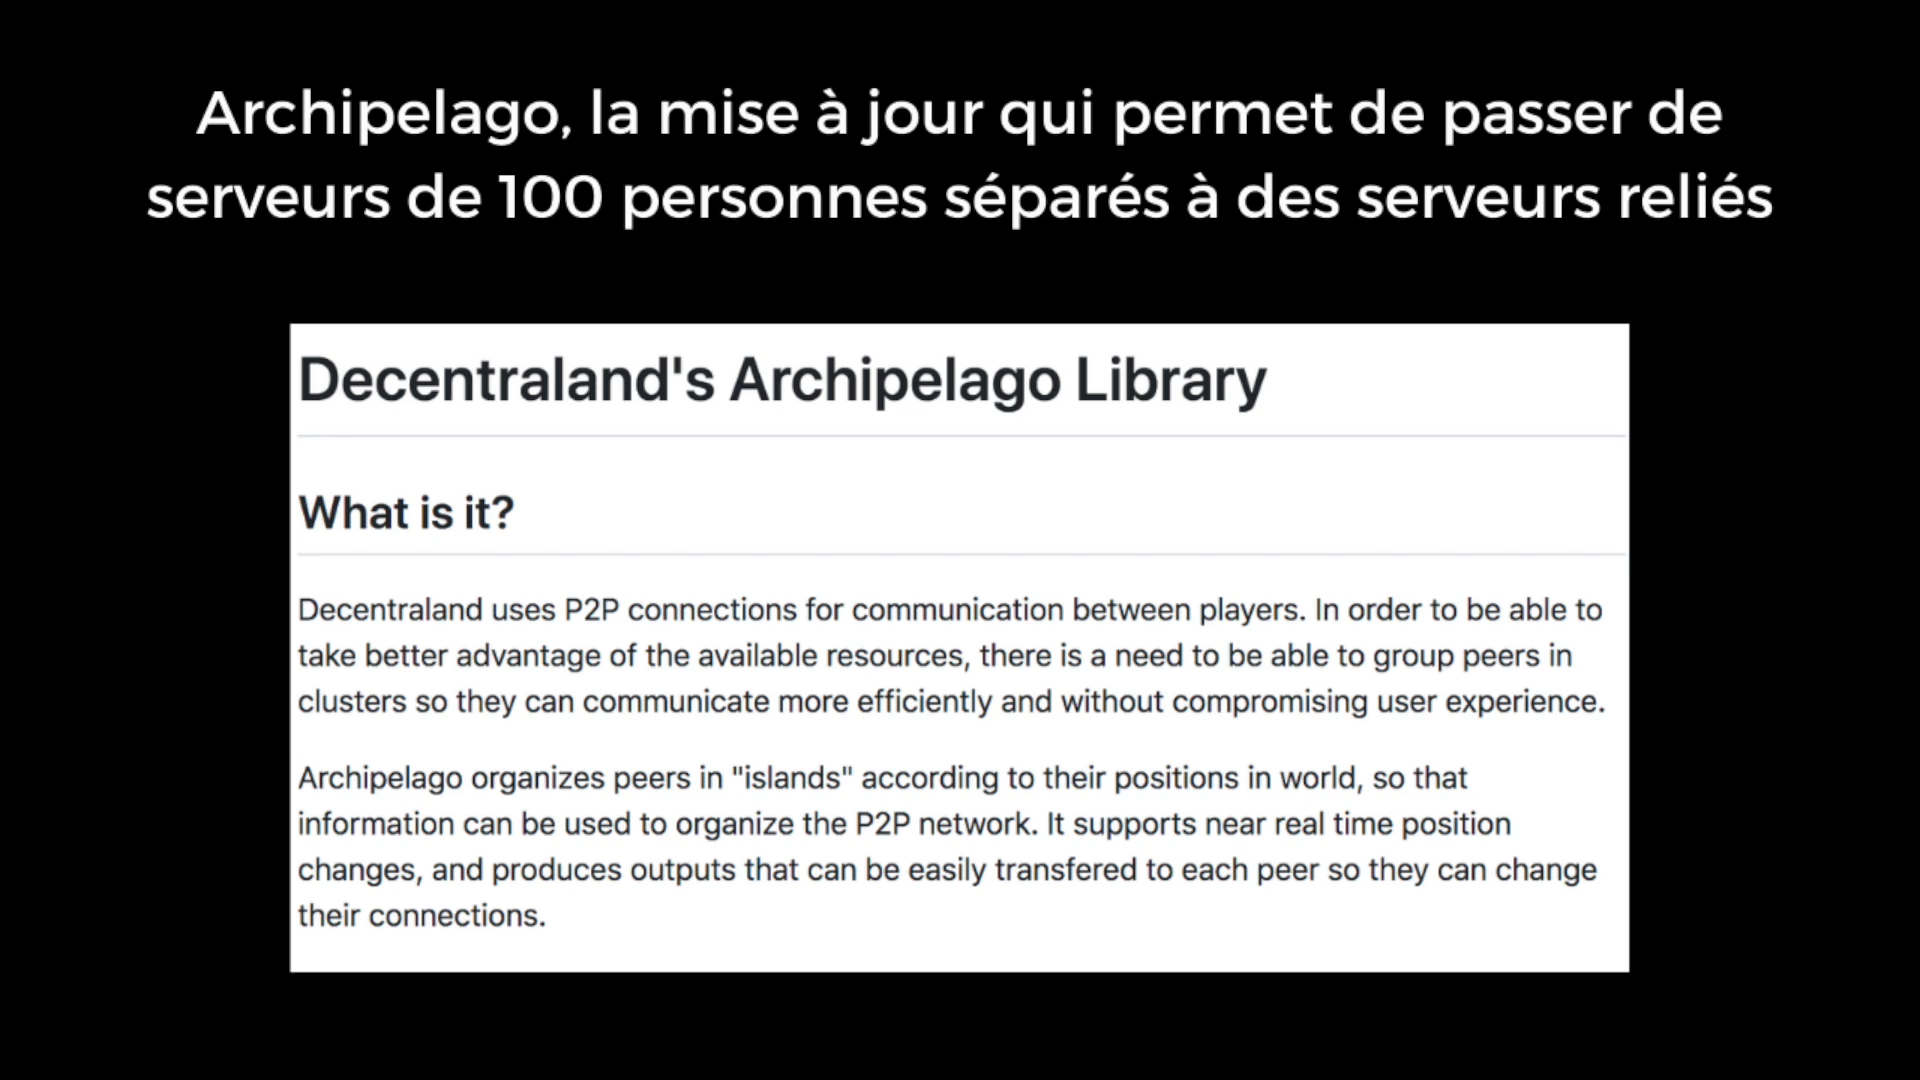 Archipelago, la mise à jour qui permet de passer de
serveurs de 100 personnes séparés à des serveurs reliés
Decentraland's Archipelago Library
What is it?
Decentraland uses P2P connections for communication between players. In order to be able to
take better advantage of the available resources, there is a need to be able to group peers in
clusters so they can communicate more efficiently and without compromising user experience.
Archipelago organizes peers in "islands" according to their positions in world, so that
information can be used to organize the P2P network. It supports near real time position
changes, and produces outputs that can be easily transfered to each peer so they can change
their connections.